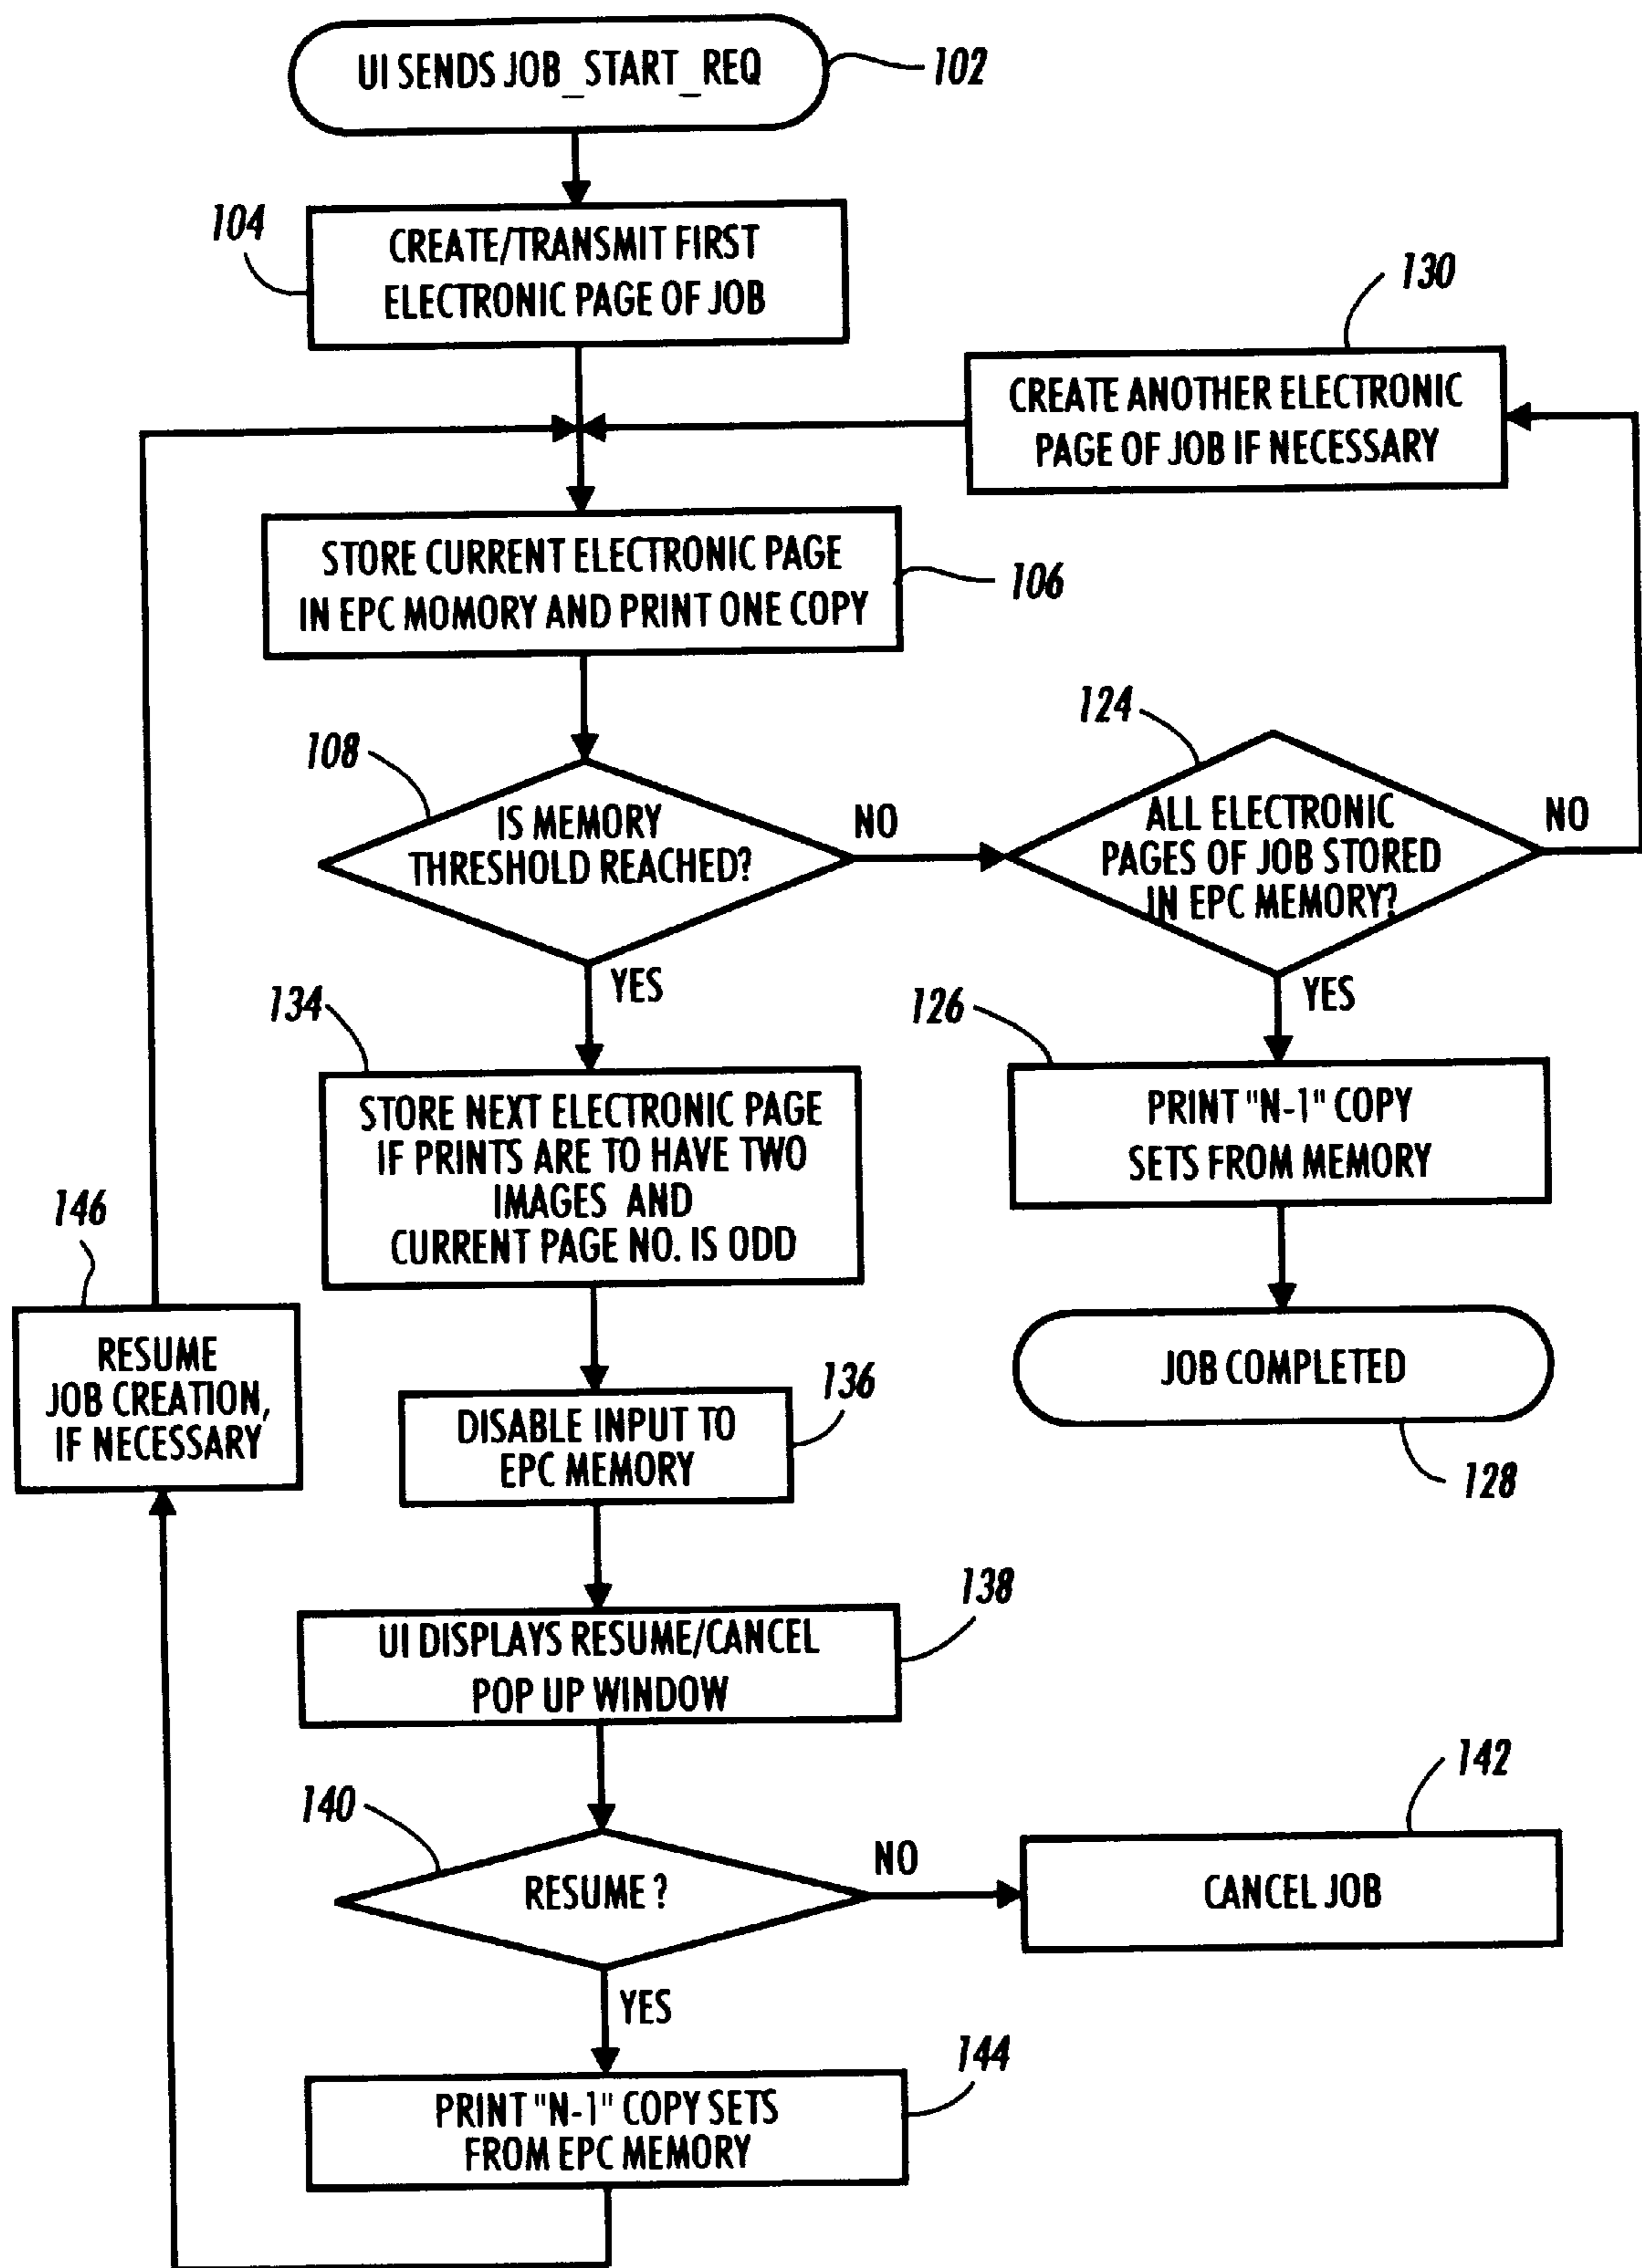 UI SENDS JOB_START_REQ
102
104
CREATE/TRANSMIT FIRST
ELECTRONIC PAGE OF JOB
130
CREATE ANOTHER ELECTRONIC
PAGE OF JOB IF NECESSARY
STORE CURRENT ELECTRONIC PAGE
IN EPC MOMORY AND PRINT ONE COPY
106
108
IS MEMORY
THRESHOLD REACHED?
NO
124
ALL ELECTRONIC
PAGES OF JOB STORED
IN EPC MEMORY?
NO
YES
YES
134
STORE NEXT ELECTRONIC PAGE
IF PRINTS ARE TO HAVE TWO
IMAGES AND
CURRENT PAGE NO. IS ODD
126
PRINT "N-1" COPY
SETS FROM MEMORY
146
RESUME
JOB CREATION,
IF NECESSARY
JOB COMPLETED
128
136
DISABLE INPUT TO
EPC MEMORY
138
UI DISPLAYS RESUME/CANCEL
POP UP WINDOW
140
RESUME ?
NO
142
CANCEL JOB
YES
144
PRINT "N-1" COPY SETS
FROM EPC MEMORY